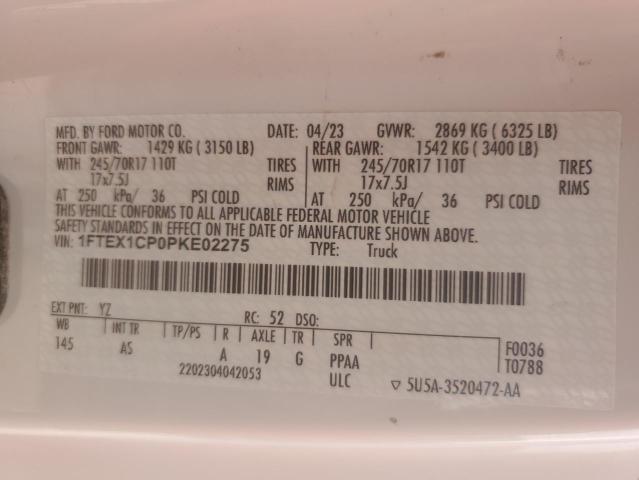 MFD. BY FORD MOTOR CO. DATE: 04/23 GVWR: 2869 KG ( 6325 LB)
FRONT GAWR: 1429 KG ( 3150 LB) REAR GAWR: 1542 KG ( 3400 LB)
WITH 245/70R17 110T TIRES WITH 245/70R17 110T TIRES
17x7.5J RIMS 17x7.5J RIMS
AT 250 kPa/ 36 PSI COLD AT 250 kPa/ 36 PSI COLD
THIS VEHICLE CONFORMS TO ALL APPLICABLE FEDERAL MOTOR VEHICLE
SAFETY STANDARDS IN EFFECT ON THE DATE OF MANUFACTURE SHOWN ABOVE.
VIN: 1FTEX1CP0PKE02275 TYPE: Truck
EXT PNT: YZ RC: 52 DSO:
WB INT TR TP/PS R AXLE TR SPR F0036
145 AS A 19 G PPAA T0788
2202304042053 ULC ▽ 5U5A-3520472-AA